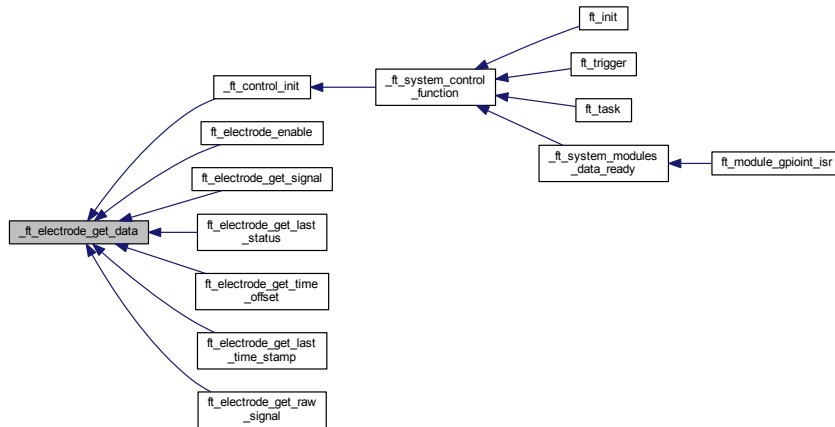 ft_init
ft_trigger
ft_task
_ft_system_control
_function
_ft_system_modules
_data_ready
ft_module_gpioint_isr
_ft_control_init
ft_electrode_enable
ft_electrode_get_signal
_ft_electrode_get_data
ft_electrode_get_last
_status
ft_electrode_get_time
_offset
ft_electrode_get_last
_time_stamp
ft_electrode_get_raw
_signal